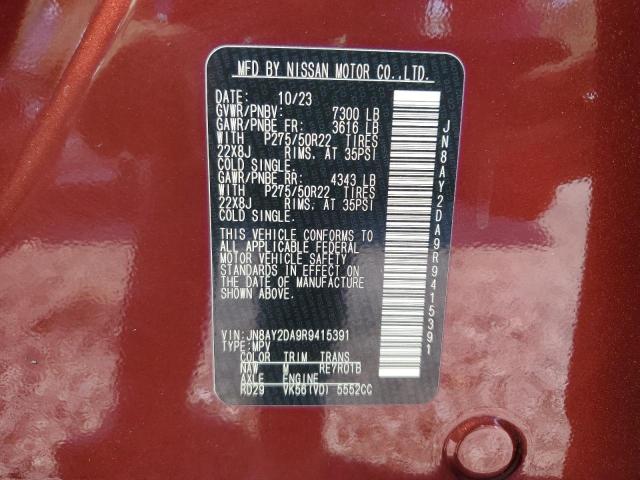 MFD BY NISSAN MOTOR CO.,LTD.
DATE: 10/23
GVWR/PNBV: 7300 LB
GAWR/PNBE FR: 3616 LB
WITH P275/50R22 TIRES
22X8J RIMS. AT 35PSI
COLD SINGLE.
GAWR/PNBE RR: 4343 LB
WITH P275/50R22 TIRES
22X8J RIMS. AT 35PSI
COLD SINGLE.
THIS VEHICLE CONFORMS TO
ALL APPLICABLE FEDERAL
MOTOR VEHICLE SAFETY
STANDARDS IN EFFECT ON
THE DATE OF MANUFACTURE
SHOWN ABOVE.
VIN: JN8AY2DA9R9415391
TYPE: MPV
COLOR TRIM TRANS
NAW M RE7R01B
AXLE ENGINE
RD29 VK56(VD) 5552CC
JN8AY2DA9R9415391